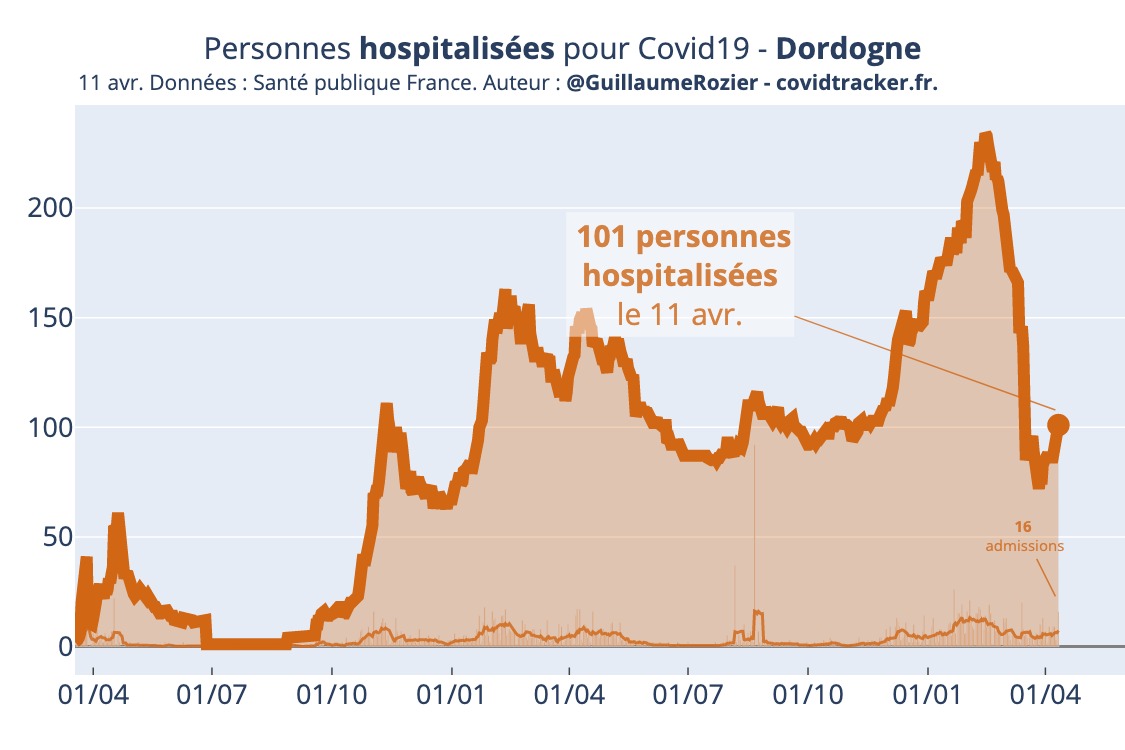 Personnes hospitalisées pour Covid19 - Dordogne
11 avr. Données : Santé publique France. Auteur : @GuillaumeRozier - covidtracker.fr.
200
101 personnes
hospitalisées
le 11 avr.
150
100
50
16
admissions
0
01/04 01/07 01/10 01/01 01/04 01/07 01/10 01/01 01/04